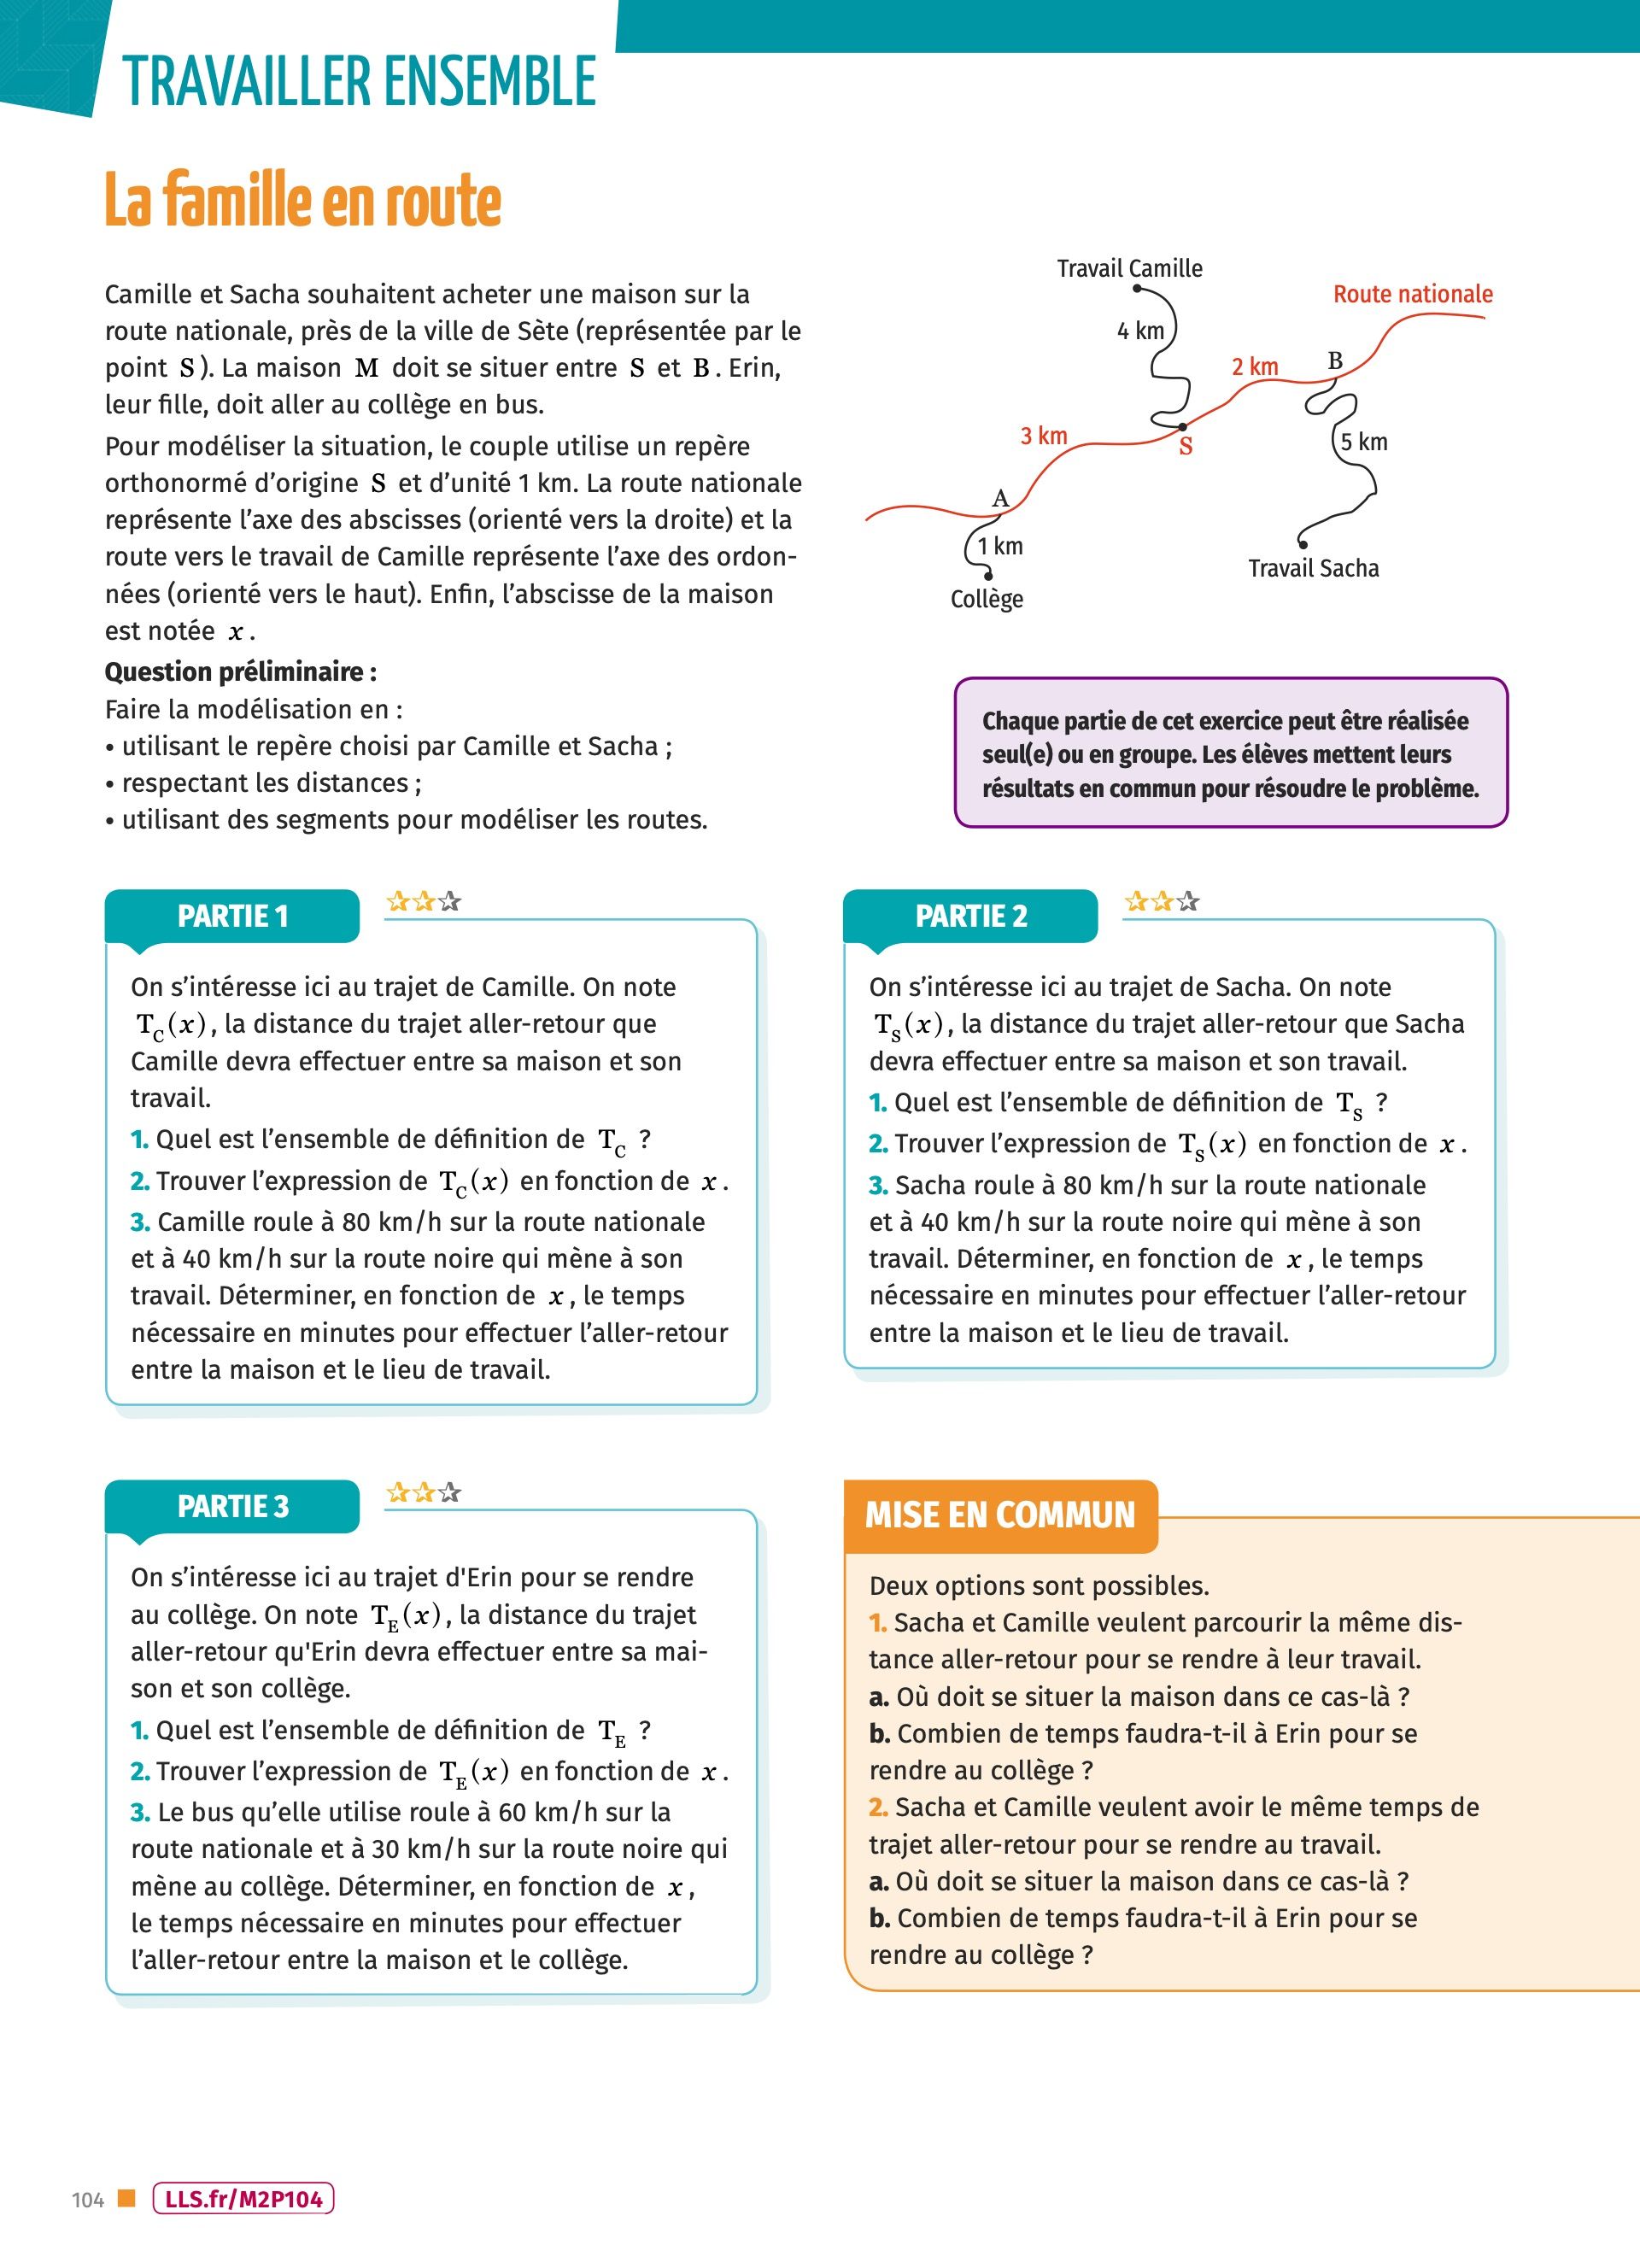 TRAVAILLER ENSEMBLE
La famille en route
Camille et Sacha souhaitent acheter une maison sur la
route nationale, près de la ville de Sète (représentée par le
point S). La maison M doit se situer entre S et B. Erin,
leur fille, doit aller au collège en bus.
Pour modéliser la situation, le couple utilise un repère
orthonormé d’origine S et d’unité 1 km. La route nationale
représente l’axe des abscisses (orienté vers la droite) et la
route vers le travail de Camille représente l’axe des ordon-
nées (orienté vers le haut). Enfin, l’abscisse de la maison
est notée x.
Question préliminaire :
Faire la modélisation en :
• utilisant le repère choisi par Camille et Sacha ;
• respectant les distances ;
• utilisant des segments pour modéliser les routes.
Travail Camille
Route nationale
4 km
2 km
B
3 km
S
5 km
A
1 km
Travail Sacha
Collège
Chaque partie de cet exercice peut être réalisée
seul(e) ou en groupe. Les élèves mettent leurs
résultats en commun pour résoudre le problème.
PARTIE 1
On s’intéresse ici au trajet de Camille. On note
T_C(x), la distance du trajet aller-retour que
Camille devra effectuer entre sa maison et son
travail.
1. Quel est l’ensemble de définition de T_C ?
2. Trouver l’expression de T_C(x) en fonction de x.
3. Camille roule à 80 km/h sur la route nationale
et à 40 km/h sur la route noire qui mène à son
travail. Déterminer, en fonction de x, le temps
nécessaire en minutes pour effectuer l’aller-retour
entre la maison et le lieu de travail.
PARTIE 2
On s’intéresse ici au trajet de Sacha. On note
T_S(x), la distance du trajet aller-retour que Sacha
devra effectuer entre sa maison et son travail.
1. Quel est l’ensemble de définition de T_S ?
2. Trouver l’expression de T_S(x) en fonction de x.
3. Sacha roule à 80 km/h sur la route nationale
et à 40 km/h sur la route noire qui mène à son
travail. Déterminer, en fonction de x, le temps
nécessaire en minutes pour effectuer l’aller-retour
entre la maison et le lieu de travail.
PARTIE 3
On s’intéresse ici au trajet d'Erin pour se rendre
au collège. On note T_E(x), la distance du trajet
aller-retour qu'Erin devra effectuer entre sa mai-
son et son collège.
1. Quel est l’ensemble de définition de T_E ?
2. Trouver l’expression de T_E(x) en fonction de x.
3. Le bus qu’elle utilise roule à 60 km/h sur la
route nationale et à 30 km/h sur la route noire qui
mène au collège. Déterminer, en fonction de x,
le temps nécessaire en minutes pour effectuer
l’aller-retour entre la maison et le collège.
MISE EN COMMUN
Deux options sont possibles.
1. Sacha et Camille veulent parcourir la même dis-
tance aller-retour pour se rendre à leur travail.
a. Où doit se situer la maison dans ce cas-là ?
b. Combien de temps faudra-t-il à Erin pour se
rendre au collège ?
2. Sacha et Camille veulent avoir le même temps de
trajet aller-retour pour se rendre au travail.
a. Où doit se situer la maison dans ce cas-là ?
b. Combien de temps faudra-t-il à Erin pour se
rendre au collège ?
104
LLS.fr/M2P104